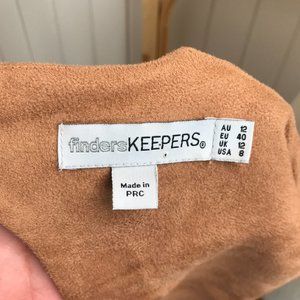 findersKEEPERS®
AU 12
EU 40
UK 12
USA 8
Made in
PRC